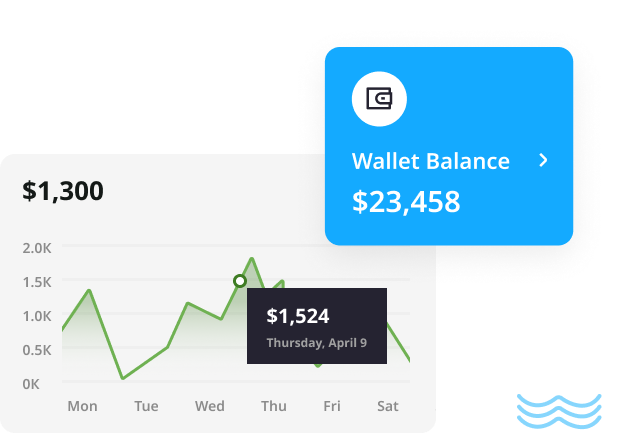 Wallet Balance
$23,458
$1,300
2.0K
1.5K
1.0K
0.5K
0K
$1,524
Thursday, April 9
Mon Tue Wed Thu Fri Sat